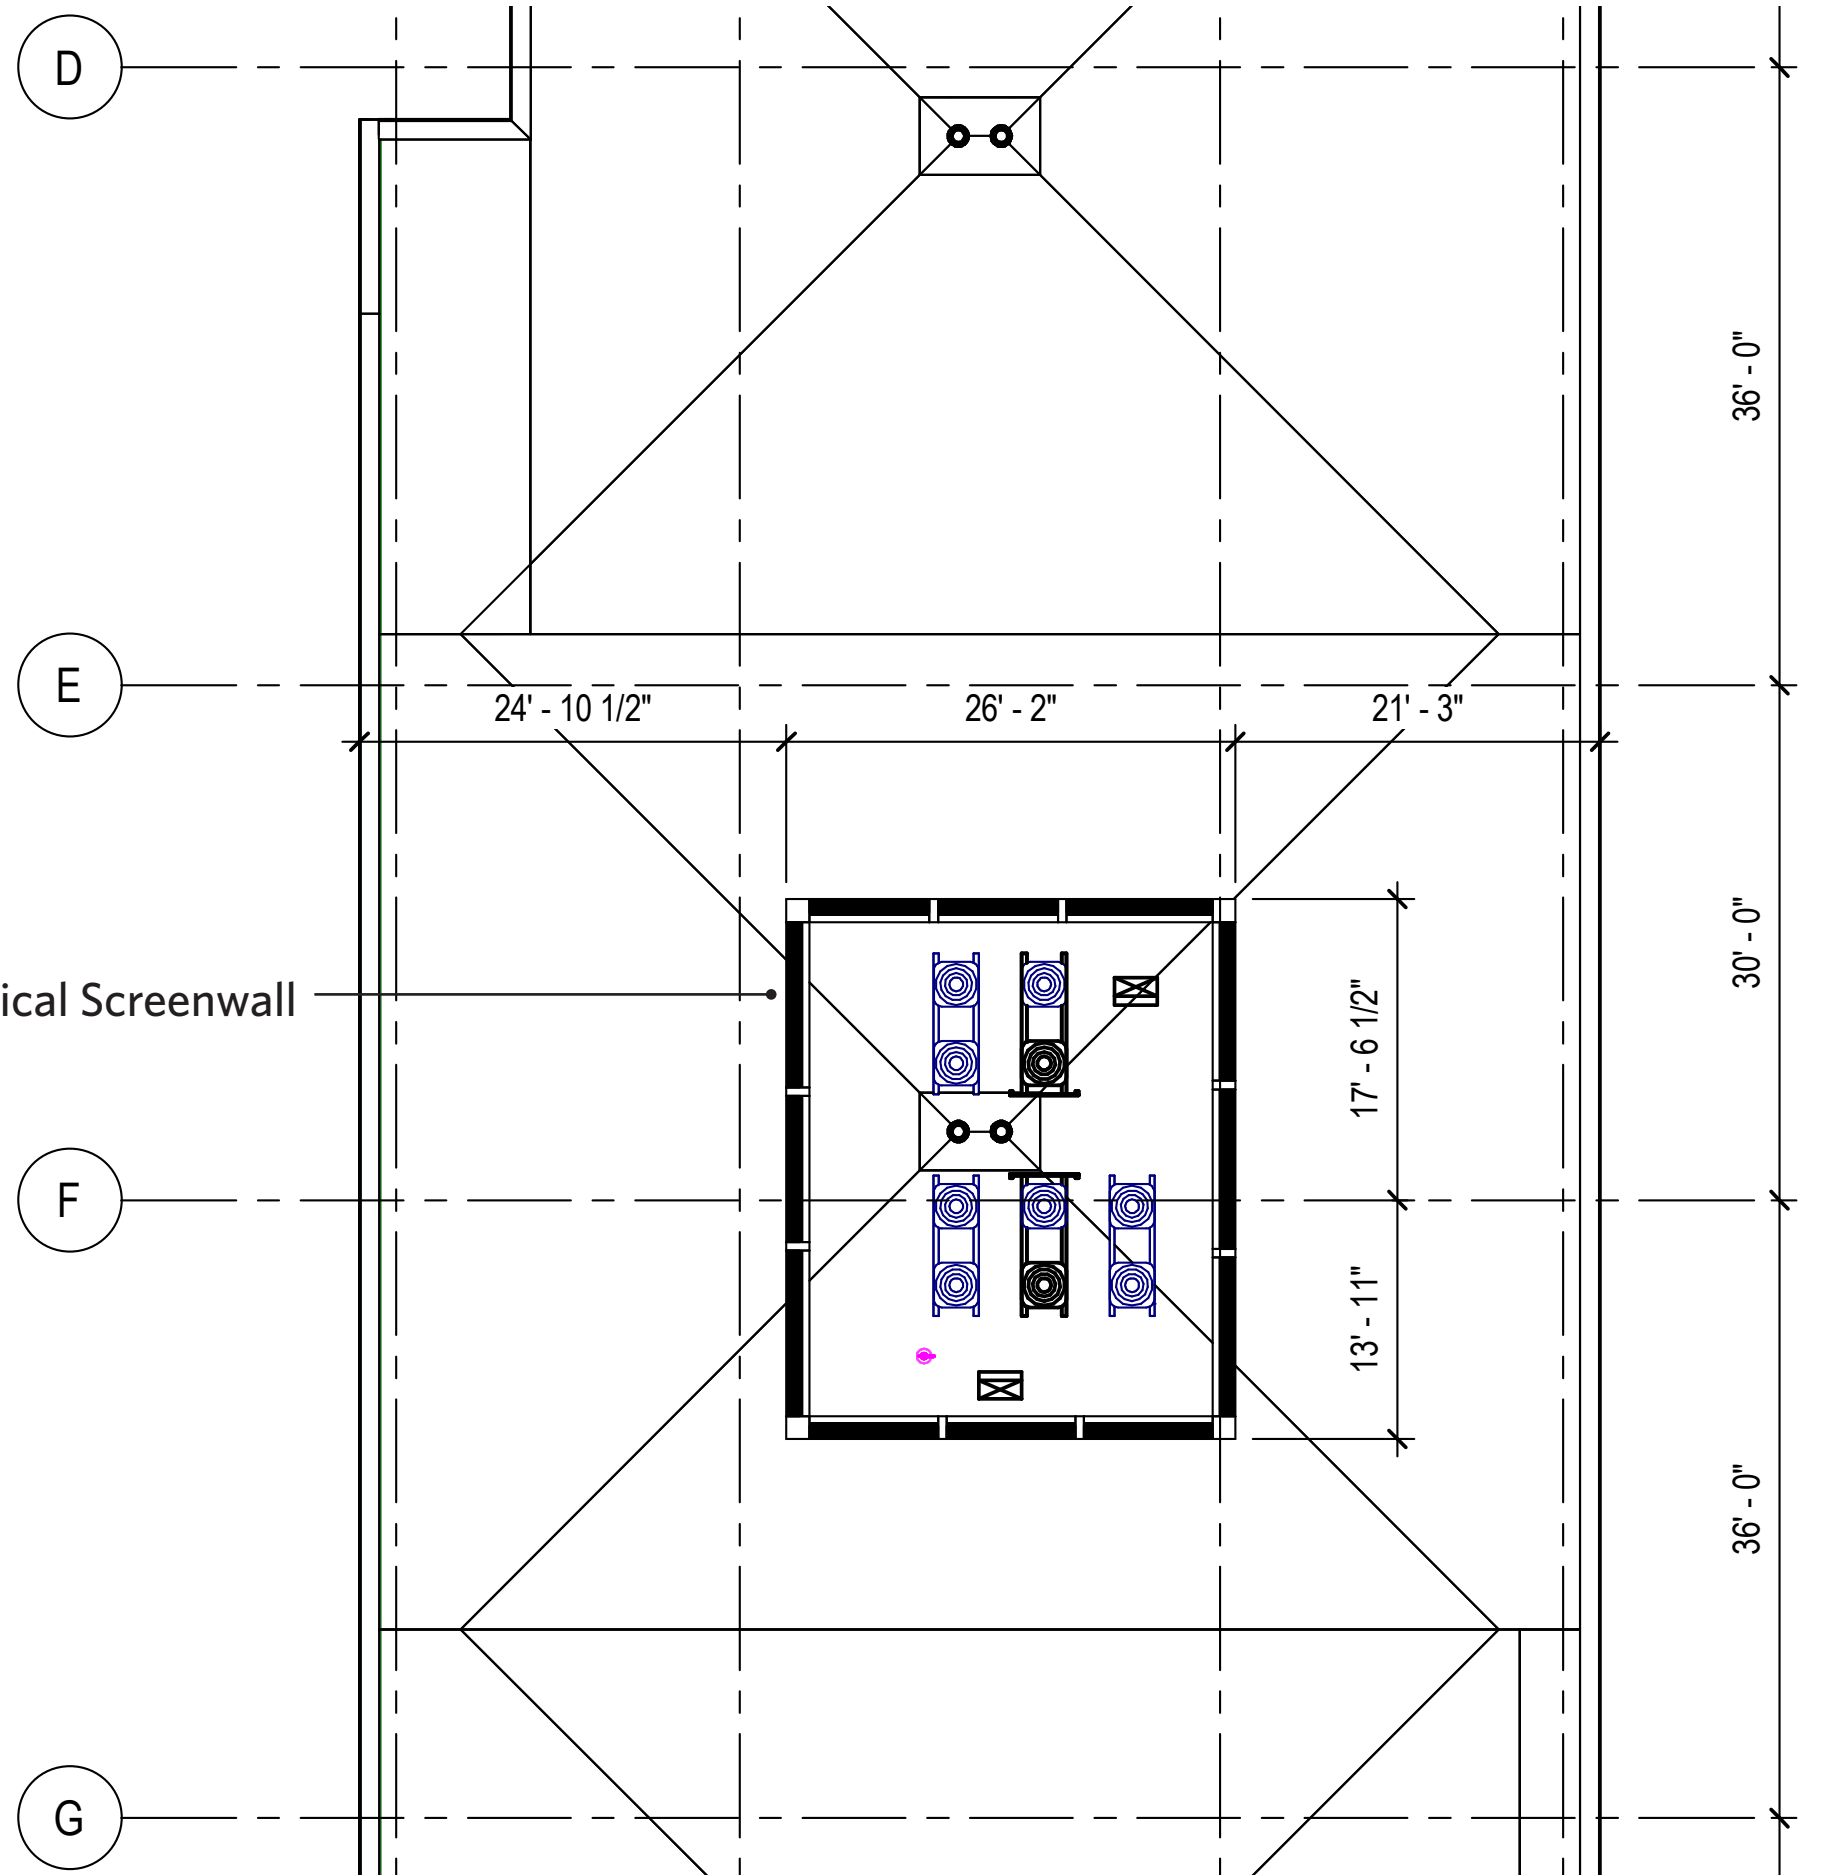 D
36' - 0"
E
24' - 10 1/2"
26' - 2"
21' - 3"
30' - 0"
ical Screenwall
17' - 6 1/2"
F
13' - 11"
36' - 0"
G